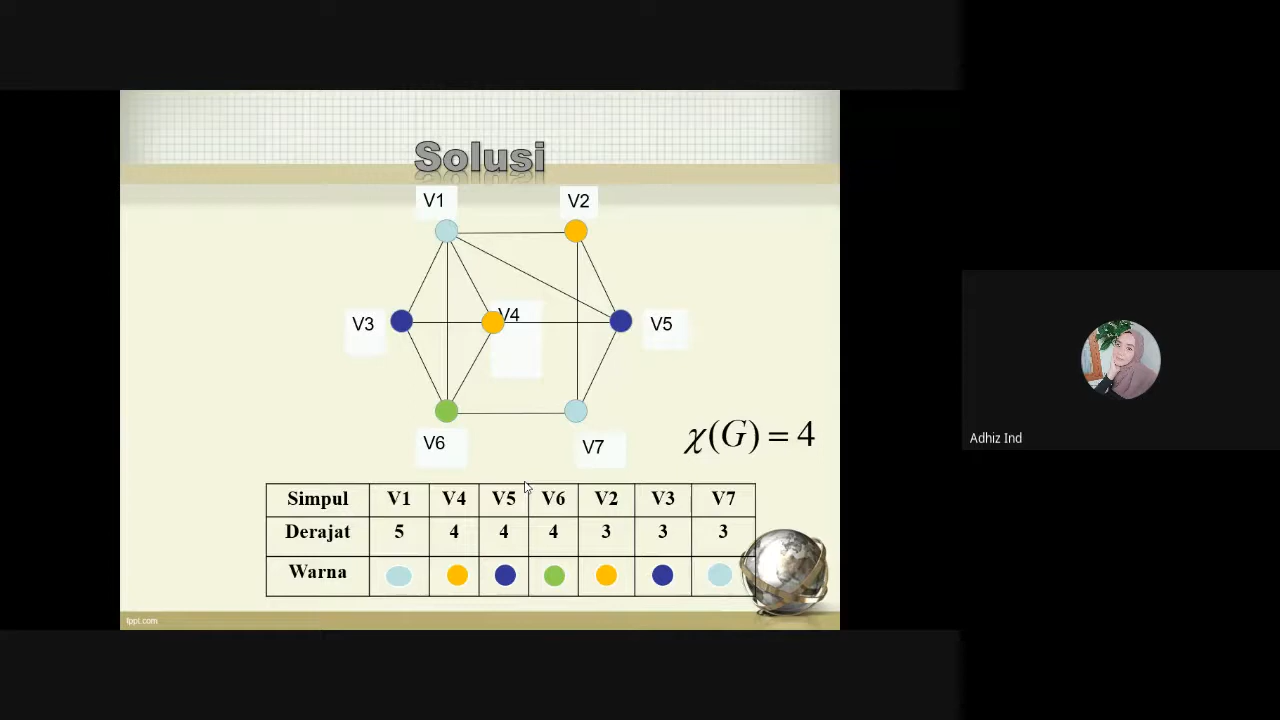 Solusi
V1 V2
V4
V3 V5
V6 V7
χ(G) = 4
Simpul V1 V4 V5 V6 V2 V3 V7
Derajat 5 4 4 4 3 3 3
Warna
fppt.com
Adhiz Ind